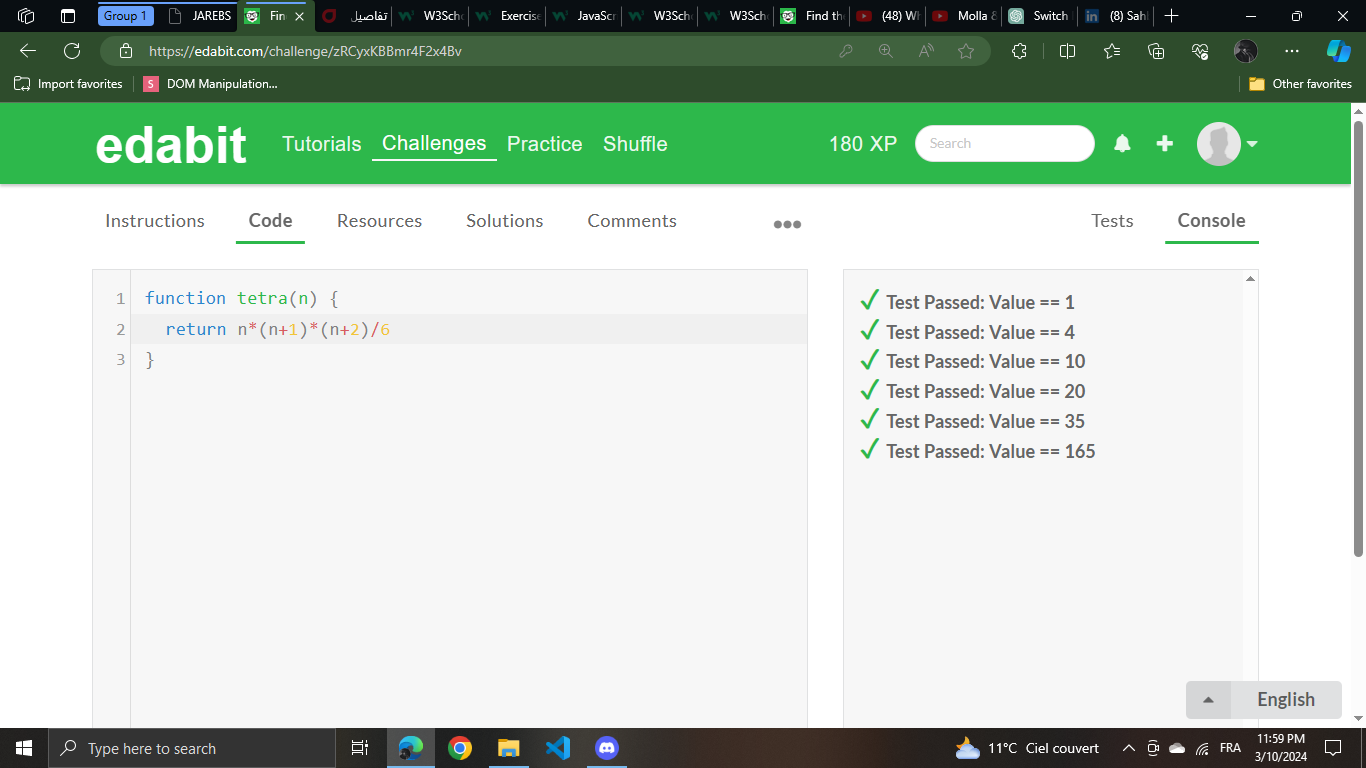 Group 1 JAREBS Fin تفاصيل W3Sch Exercise JavaScr W3Sch W3Sch Find the (48) W Molla & Switch (8) Sah
https://edabit.com/challenge/zRCyxKBBmr4F2x4Bv
Import favorites S DOM Manipulation... Other favorites
edabit Tutorials Challenges Practice Shuffle 180 XP Search
Instructions Code Resources Solutions Comments ••• Tests Console
1 function tetra(n) {
2 return n*(n+1)*(n+2)/6
3 }
✓ Test Passed: Value == 1
✓ Test Passed: Value == 4
✓ Test Passed: Value == 10
✓ Test Passed: Value == 20
✓ Test Passed: Value == 35
✓ Test Passed: Value == 165
English
Type here to search 11°C Ciel couvert FRA 11:59 PM
3/10/2024